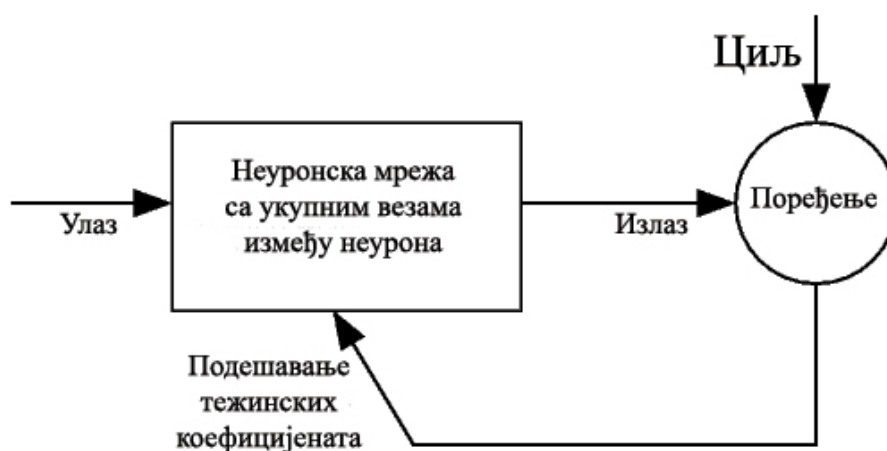 Циљ
Неуронска мрежа
са укупним везама
између неурона
Поређење
Улаз
Излаз
Подешавање
тежинских
коефицијената